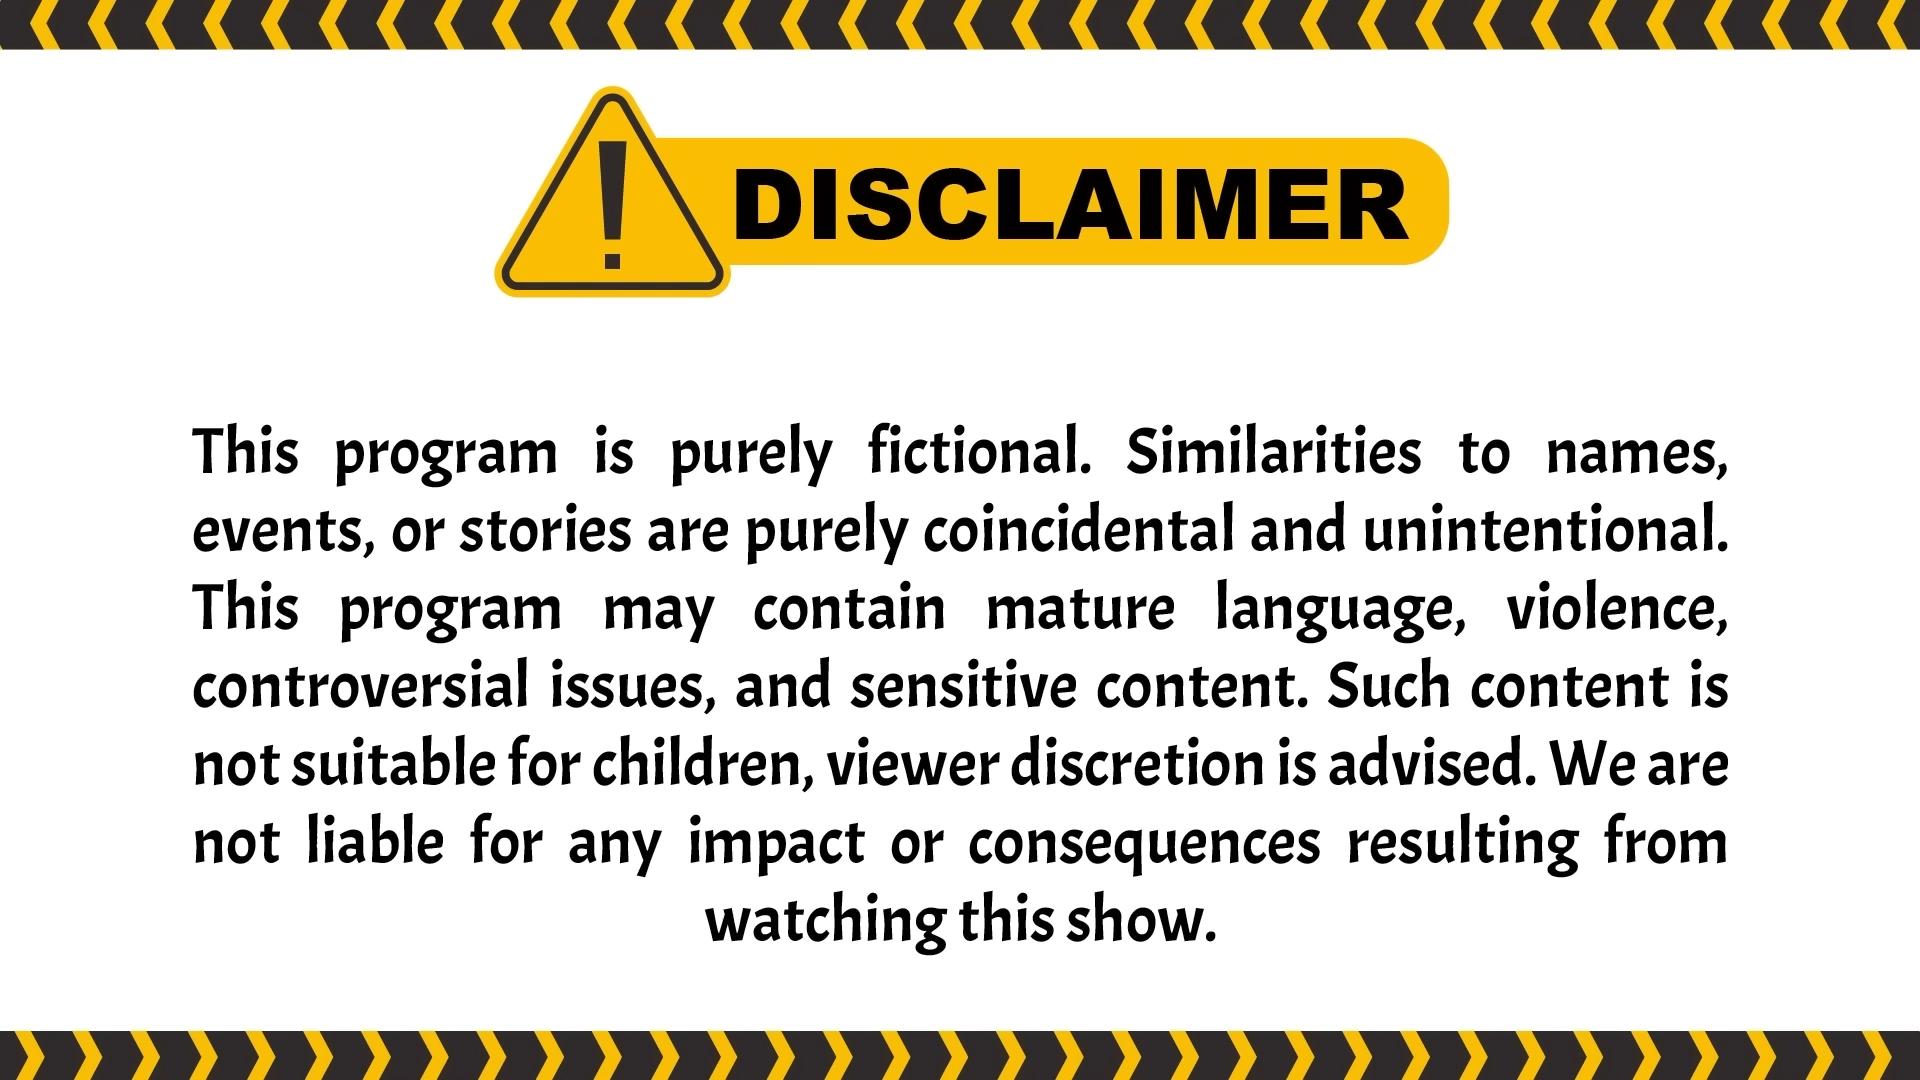 DISCLAIMER
This program is purely fictional. Similarities to names,
events, or stories are purely coincidental and unintentional.
This program may contain mature language, violence,
controversial issues, and sensitive content. Such content is
not suitable for children, viewer discretion is advised. We are
not liable for any impact or consequences resulting from
watching this show.